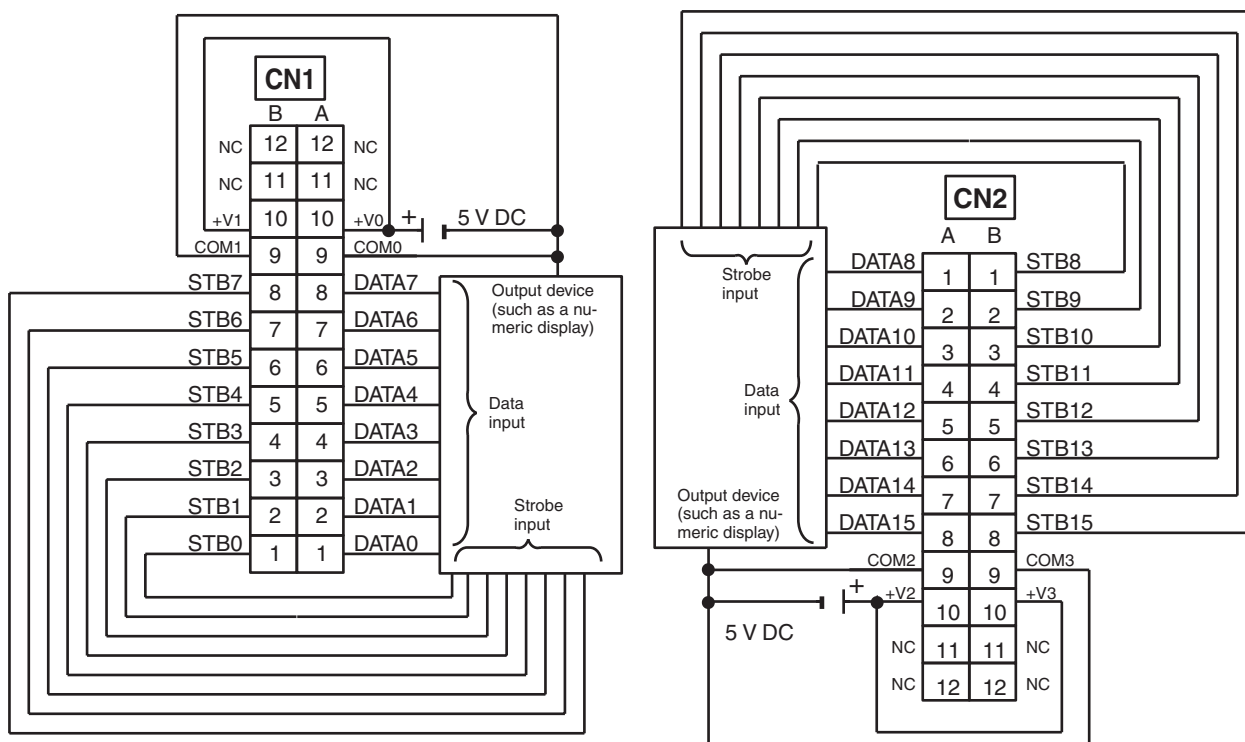 CN1
B A
NC 12 12 NC
NC 11 11 NC
+V1 10 10 +V0 + 5 V DC
COM1 9 9 COM0
STB7 8 8 DATA7
STB6 7 7 DATA6
STB5 6 6 DATA5
STB4 5 5 DATA4
STB3 4 4 DATA3
STB2 3 3 DATA2
STB1 2 2 DATA1
STB0 1 1 DATA0
Output device
(such as a nu-
meric display)
Data
input
Strobe
input
CN2
A B
Strobe
input
DATA8 1 1 STB8
DATA9 2 2 STB9
DATA10 3 3 STB10
DATA11 4 4 STB11
DATA12 5 5 STB12
DATA13 6 6 STB13
DATA14 7 7 STB14
DATA15 8 8 STB15
Data
input
Output device
(such as a nu-
meric display)
COM2 9 9 COM3
+ +V2 10 10 +V3
5 V DC
NC 11 11 NC
NC 12 12 NC